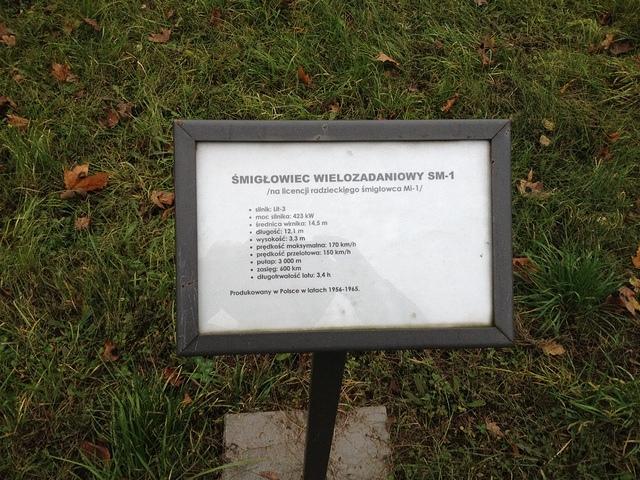 ŚMIGŁOWIEC WIELOZADANIOWY SM-1
/na licencji radzieckiego śmigłowca Mi-1/
• silnik: Lit-3
• moc silnika: 423 kW
• średnica wirnika: 14,5 m
• długość: 12,1 m
• wysokość: 3,3 m
• prędkość maksymalna: 170 km/h
• prędkość przelotowa: 150 km/h
• pułap: 3 000 m
• zasięg: 600 km
• długotrwałość lotu: 3,4 h
Produkowany w Polsce w latach 1956-1965.